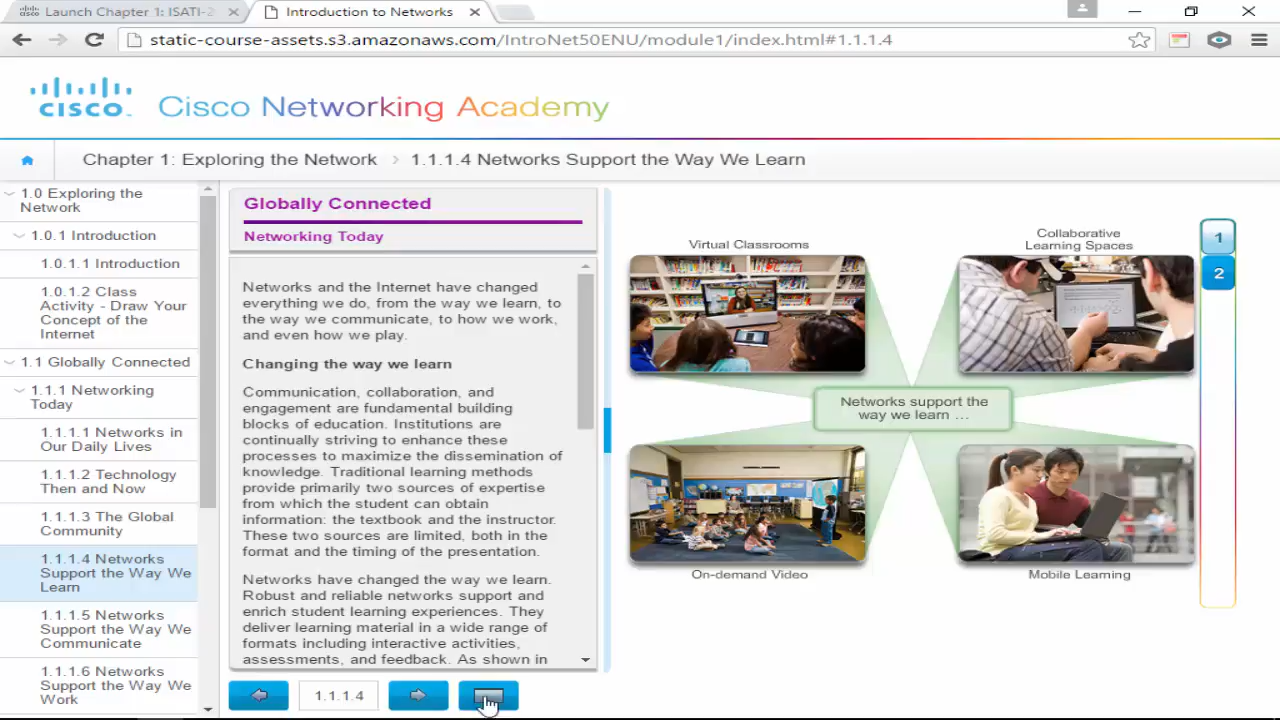 Launch Chapter 1: ISATI-2
Introduction to Networks
static-course-assets.s3.amazonaws.com/IntroNet50ENU/module1/index.html#1.1.1.4
CISCO
Cisco Networking Academy
Chapter 1: Exploring the Network > 1.1.1.4 Networks Support the Way We Learn
1.0 Exploring the
Network
1.0.1 Introduction
1.0.1.1 Introduction
1.0.1.2 Class
Activity - Draw Your
Concept of the
Internet
1.1 Globally Connected
1.1.1 Networking
Today
1.1.1.1 Networks in
Our Daily Lives
1.1.1.2 Technology
Then and Now
1.1.1.3 The Global
Community
1.1.1.4 Networks
Support the Way We
Learn
1.1.1.5 Networks
Support the Way We
Communicate
1.1.1.6 Networks
Support the Way We
Work
Globally Connected
Networking Today
Networks and the Internet have changed
everything we do, from the way we learn, to
the way we communicate, to how we work,
and even how we play.
Changing the way we learn
Communication, collaboration, and
engagement are fundamental building
blocks of education. Institutions are
continually striving to enhance these
processes to maximize the dissemination of
knowledge. Traditional learning methods
provide primarily two sources of expertise
from which the student can obtain
information: the textbook and the instructor.
These two sources are limited, both in the
format and the timing of the presentation.
Networks have changed the way we learn.
Robust and reliable networks support and
enrich student learning experiences. They
deliver learning material in a wide range of
formats including interactive activities,
assessments, and feedback. As shown in
1.1.1.4
Virtual Classrooms
Collaborative
Learning Spaces
Networks support the
way we learn ...
On-demand Video
Mobile Learning
1
2